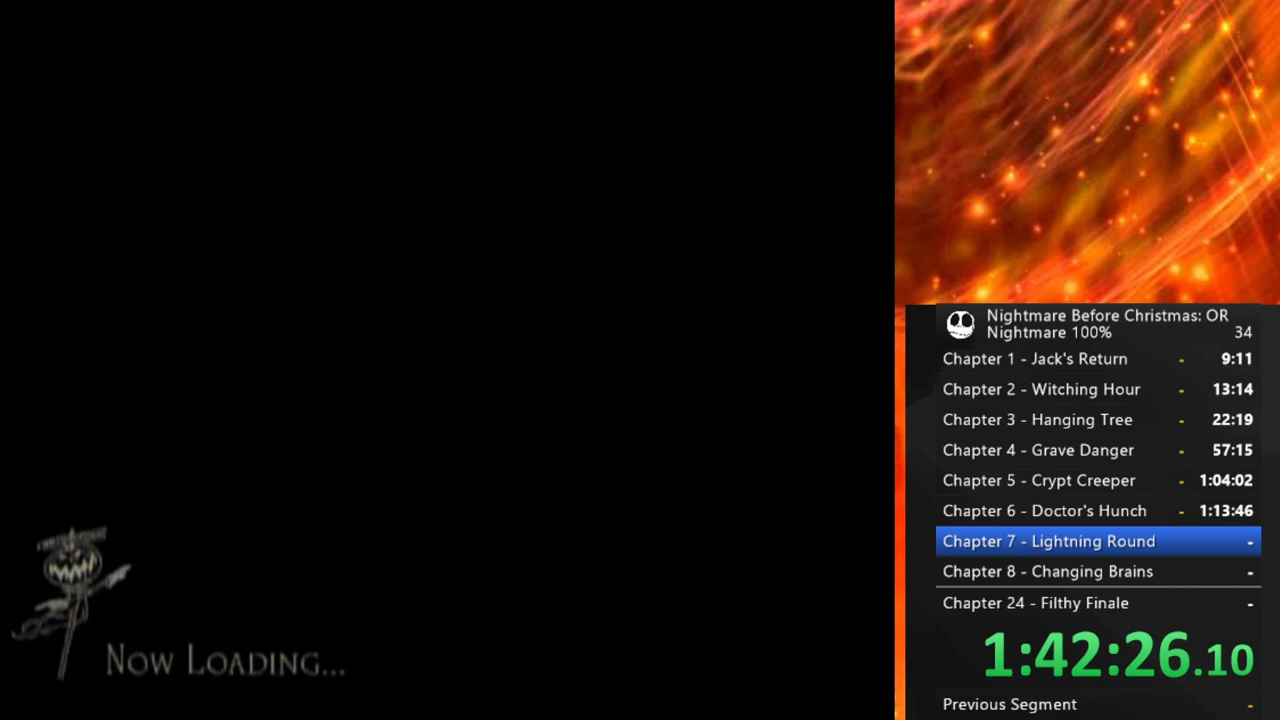 Nightmare Before Christmas: OR
Nightmare 100% 34
Chapter 1 - Jack's Return - 9:11
Chapter 2 - Witching Hour - 13:14
Chapter 3 - Hanging Tree - 22:19
Chapter 4 - Grave Danger - 57:15
Chapter 5 - Crypt Creeper - 1:04:02
Chapter 6 - Doctor's Hunch - 1:13:46
Chapter 7 - Lightning Round -
Chapter 8 - Changing Brains -
Chapter 24 - Filthy Finale -
1:42:26.10
Now Loading...
Previous Segment -